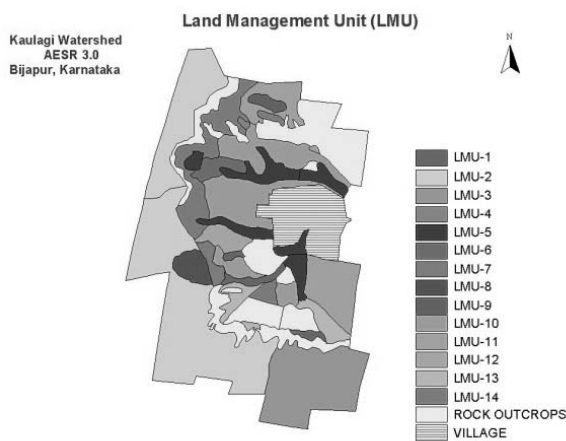 Land Management Unit (LMU)
Kaulagi Watershed
AESR 3.0
Bijapur, Karnataka
N
LMU-1
LMU-2
LMU-3
LMU-4
LMU-5
LMU-6
LMU-7
LMU-8
LMU-9
LMU-10
LMU-11
LMU-12
LMU-13
LMU-14
ROCK OUTCROPS
VILLAGE